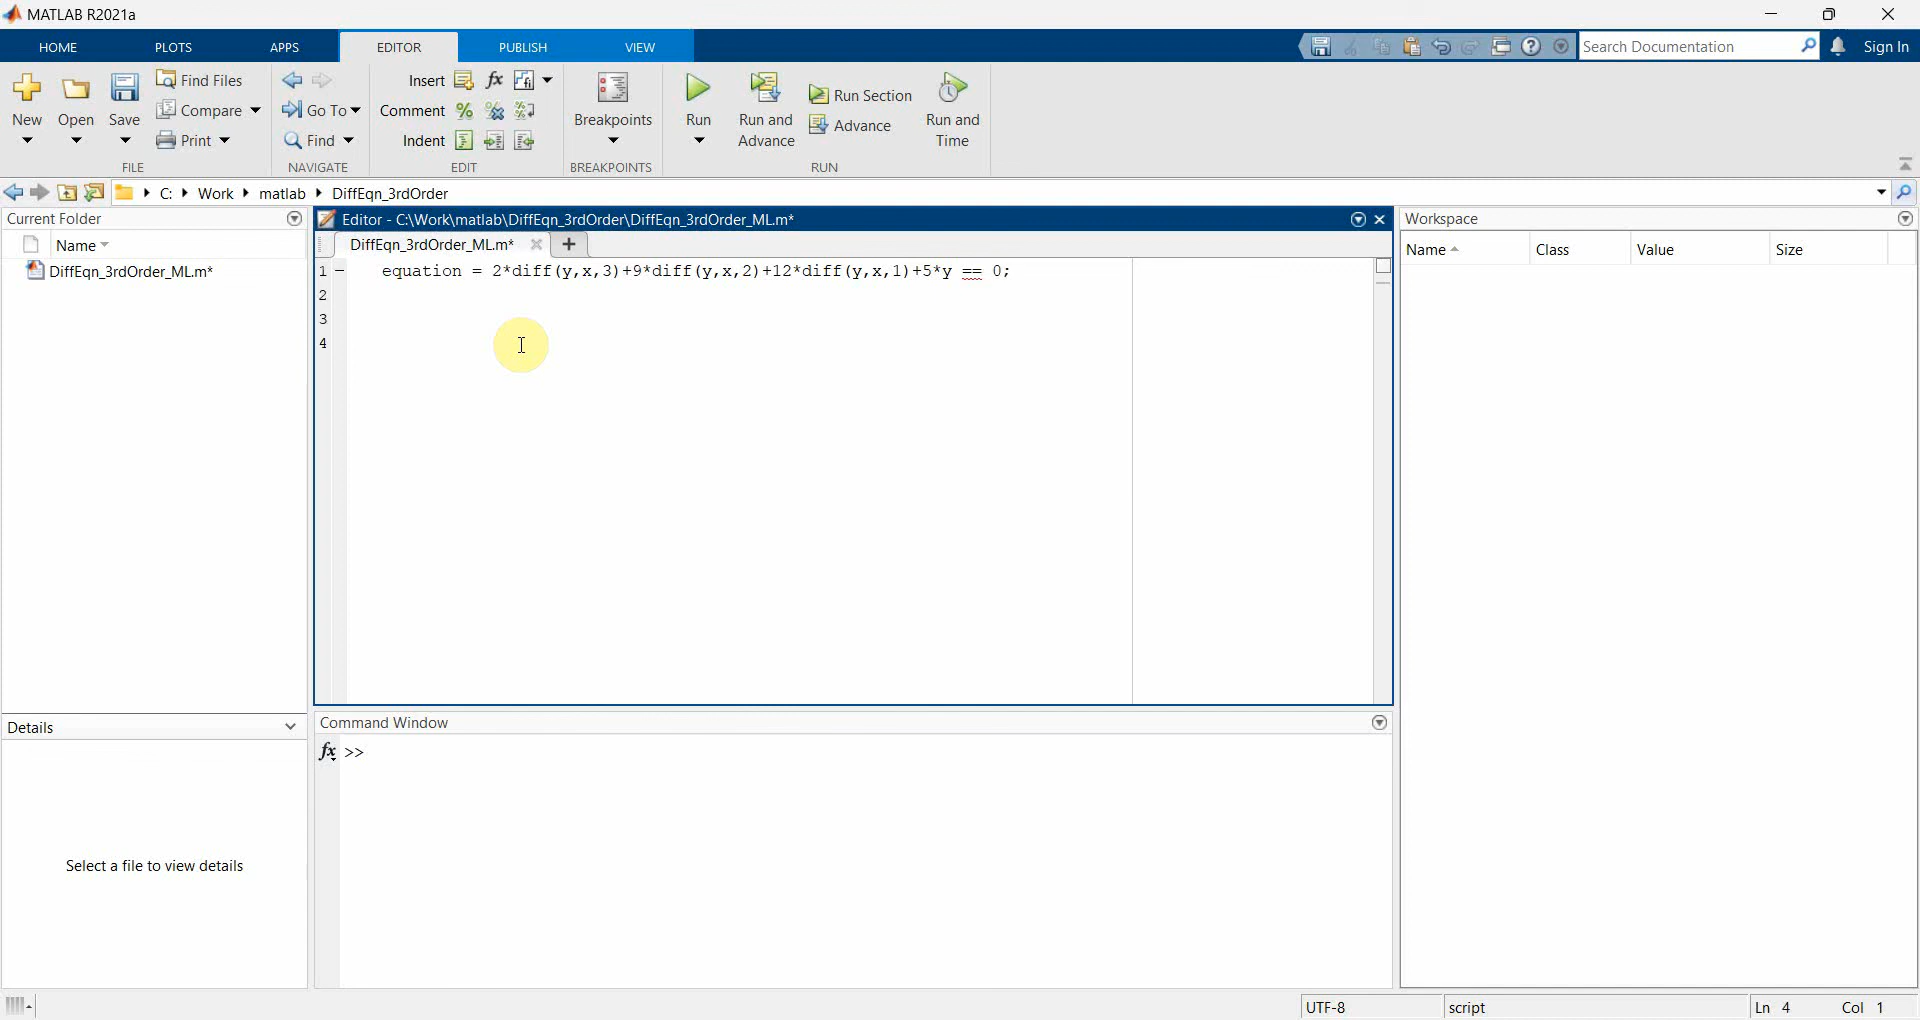 MATLAB R2021a
HOME PLOTS APPS EDITOR PUBLISH VIEW
Search Documentation
Sign In
New
Open
Save
Find Files
Compare
Print
FILE
Go To
Find
NAVIGATE
Insert fx
Comment
Indent
EDIT
Breakpoints
BREAKPOINTS
Run
Run and
Advance
Run Section
Advance
Run and
Time
RUN
C: Work matlab DiffEqn_3rdOrder
Current Folder
Name
DiffEqn_3rdOrder_ML.m*
Editor - C:\Work\matlab\DiffEqn_3rdOrder\DiffEqn_3rdOrder_ML.m*
DiffEqn_3rdOrder_ML.m*
1 equation = 2*diff(y,x,3)+9*diff(y,x,2)+12*diff(y,x,1)+5*y == 0;
2
3
4
Workspace
Name Class Value Size
Details
Select a file to view details
Command Window
fx >>
UTF-8
script
Ln 4 Col 1